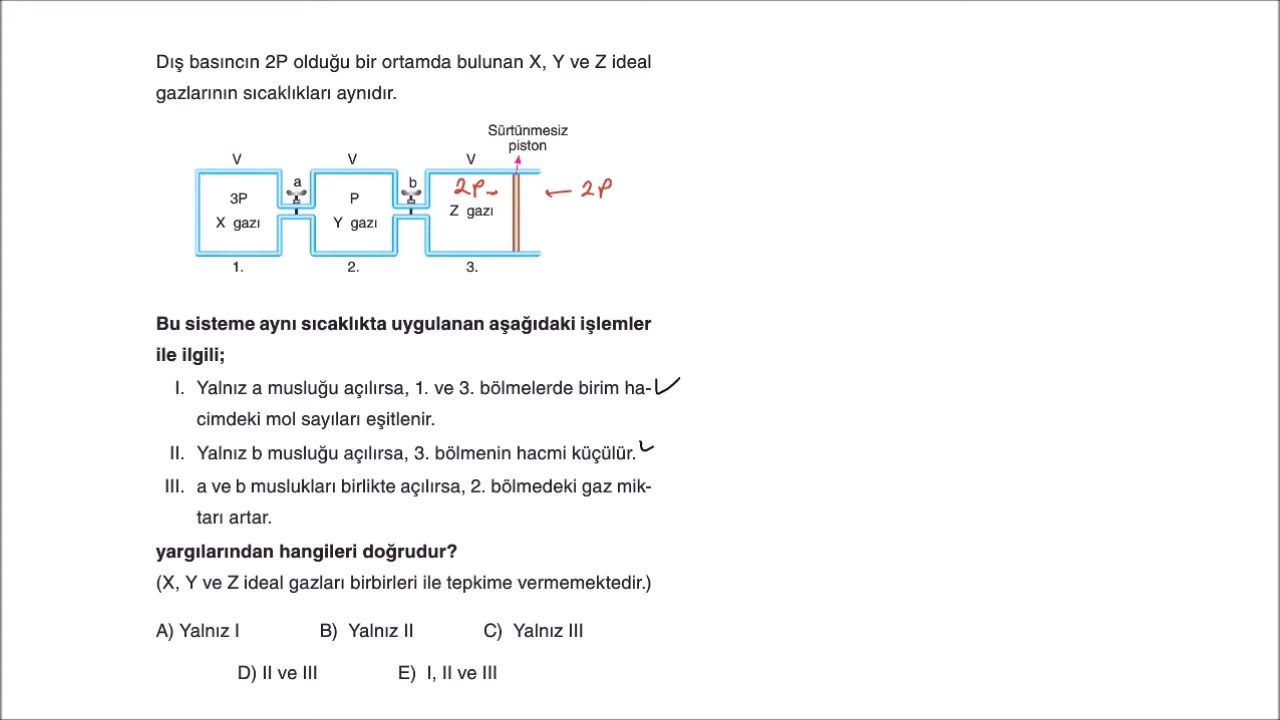 Dış basıncın 2P olduğu bir ortamda bulunan X, Y ve Z ideal
gazlarının sıcaklıkları aynıdır.
Sürtünmesiz
piston
V V V
a b
3P P 2P ← 2P
X gazı Y gazı Z gazı
1. 2. 3.
Bu sisteme aynı sıcaklıkta uygulanan aşağıdaki işlemler
ile ilgili;
I. Yalnız a musluğu açılırsa, 1. ve 3. bölmelerde birim ha-
cimdeki mol sayıları eşitlenir.
II. Yalnız b musluğu açılırsa, 3. bölmenin hacmi küçülür.
III. a ve b muslukları birlikte açılırsa, 2. bölmedeki gaz mik-
tarı artar.
yargılarından hangileri doğrudur?
(X, Y ve Z ideal gazları birbirleri ile tepkime vermemektedir.)
A) Yalnız I B) Yalnız II C) Yalnız III
D) II ve III E) I, II ve III